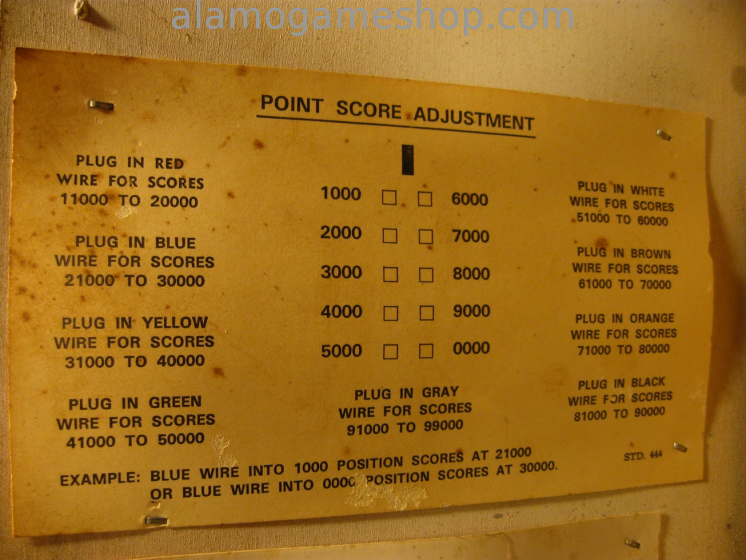 alamogameshop.com
POINT SCORE ADJUSTMENT
PLUG IN RED
WIRE FOR SCORES
11000 TO 20000
PLUG IN BLUE
WIRE FOR SCORES
21000 TO 30000
PLUG IN YELLOW
WIRE FOR SCORES
31000 TO 40000
PLUG IN GREEN
WIRE FOR SCORES
41000 TO 50000
1000 6000
2000 7000
3000 8000
4000 9000
5000 0000
PLUG IN GRAY
WIRE FOR SCORES
91000 TO 99000
PLUG IN WHITE
WIRE FOR SCORES
51000 TO 60000
PLUG IN BROWN
WIRE FOR SCORES
61000 TO 70000
PLUG IN ORANGE
WIRE FOR SCORES
71000 TO 80000
PLUG IN BLACK
WIRE FOR SCORES
81000 TO 90000
EXAMPLE: BLUE WIRE INTO 1000 POSITION SCORES AT 21000
OR BLUE WIRE INTO 0000 POSITION SCORES AT 30000.
STD. 444